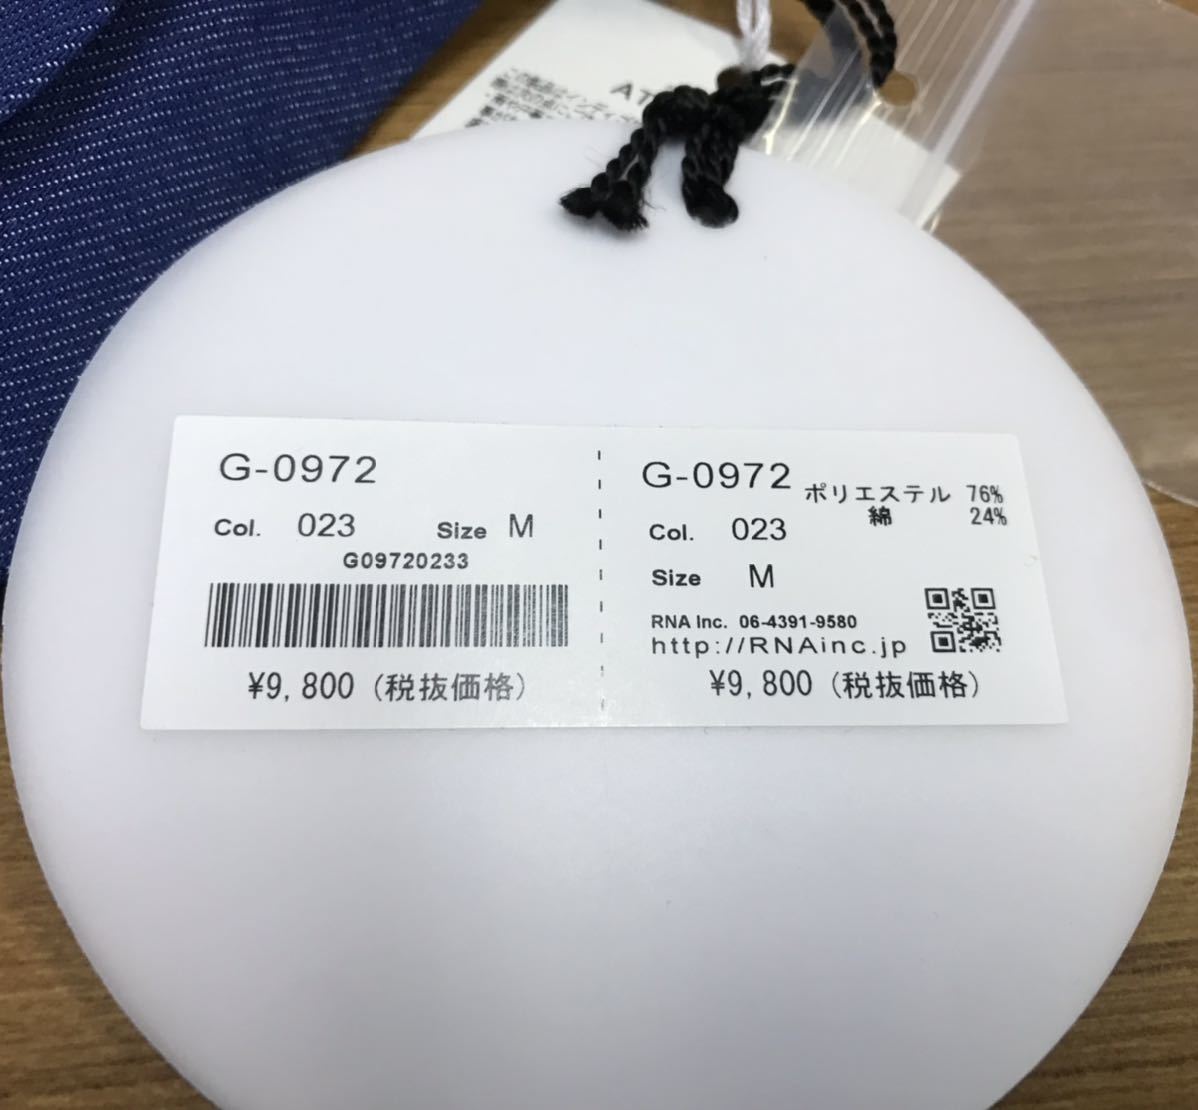 G-0972
Col. 023 Size M
G09720233
¥9,800 (税抜価格)
G-0972
ポリエステル 76%
綿 24%
Col. 023
Size M
RNA Inc. 06-4391-9580
http://RNAinc.jp
¥9,800 (税抜価格)